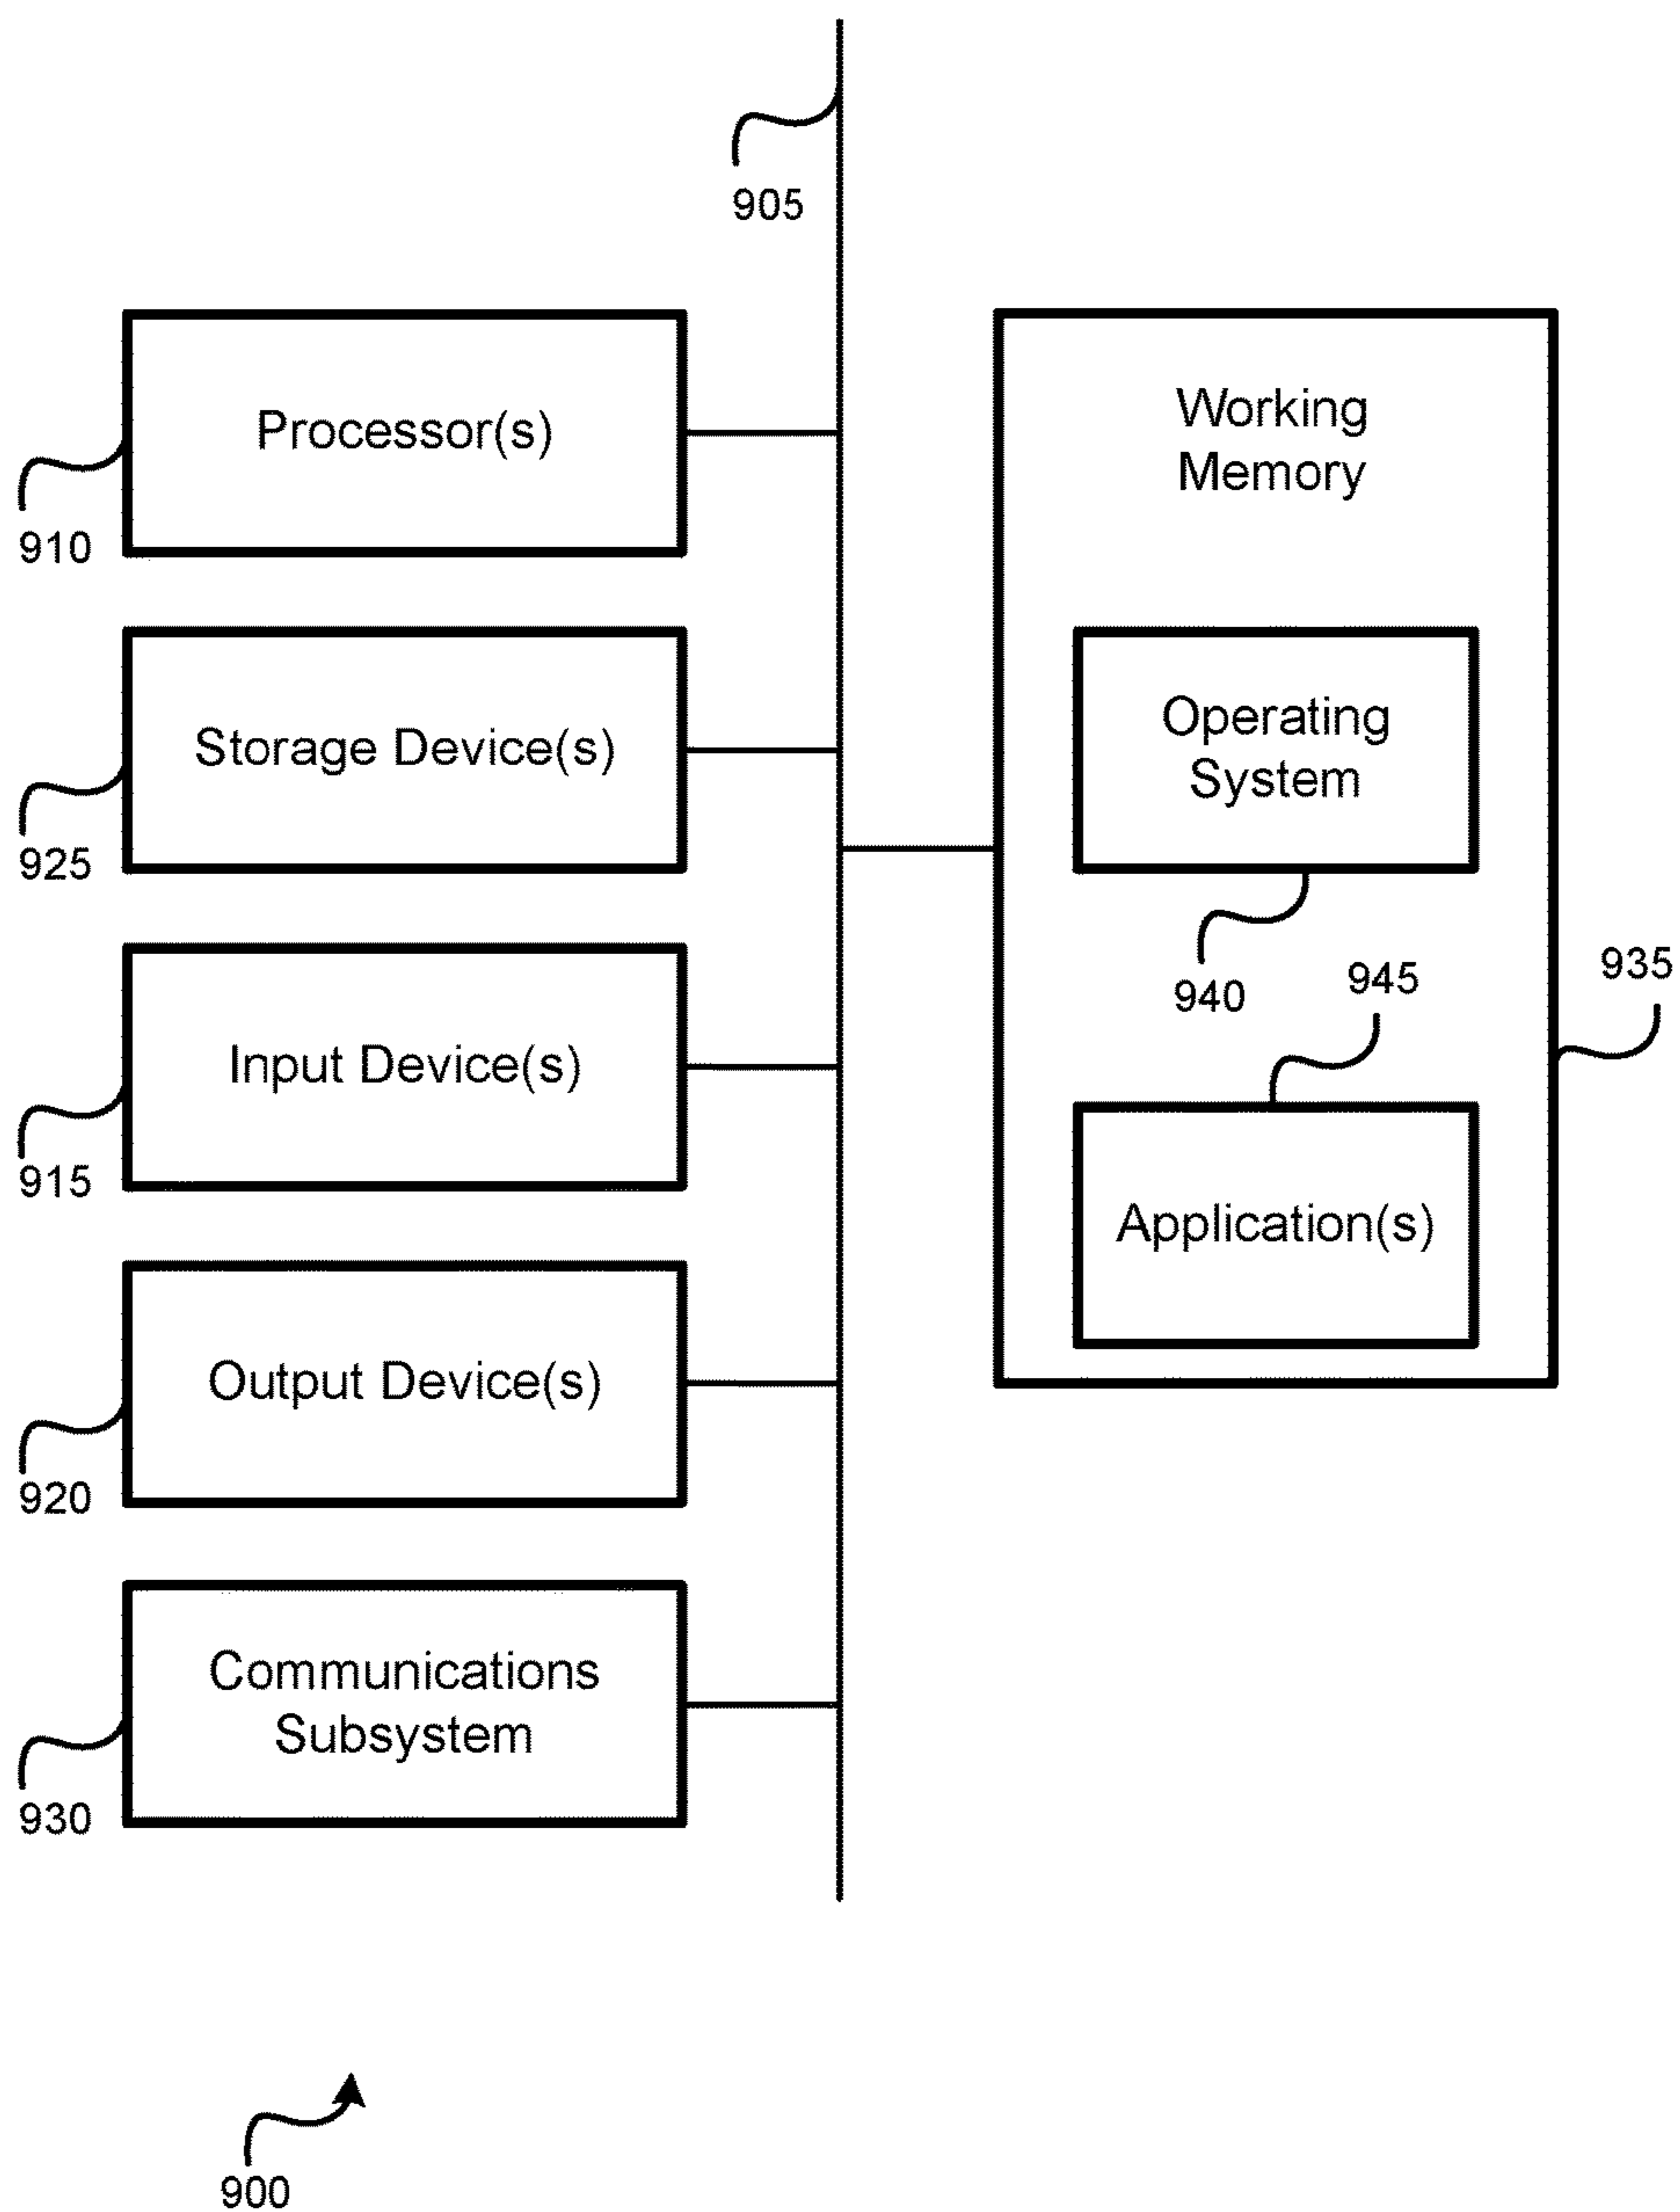 905
Processor(s)
910
Storage Device(s)
925
Input Device(s)
915
Output Device(s)
920
Communications
Subsystem
930
Working
Memory
Operating
System
940
945
935
Application(s)
900